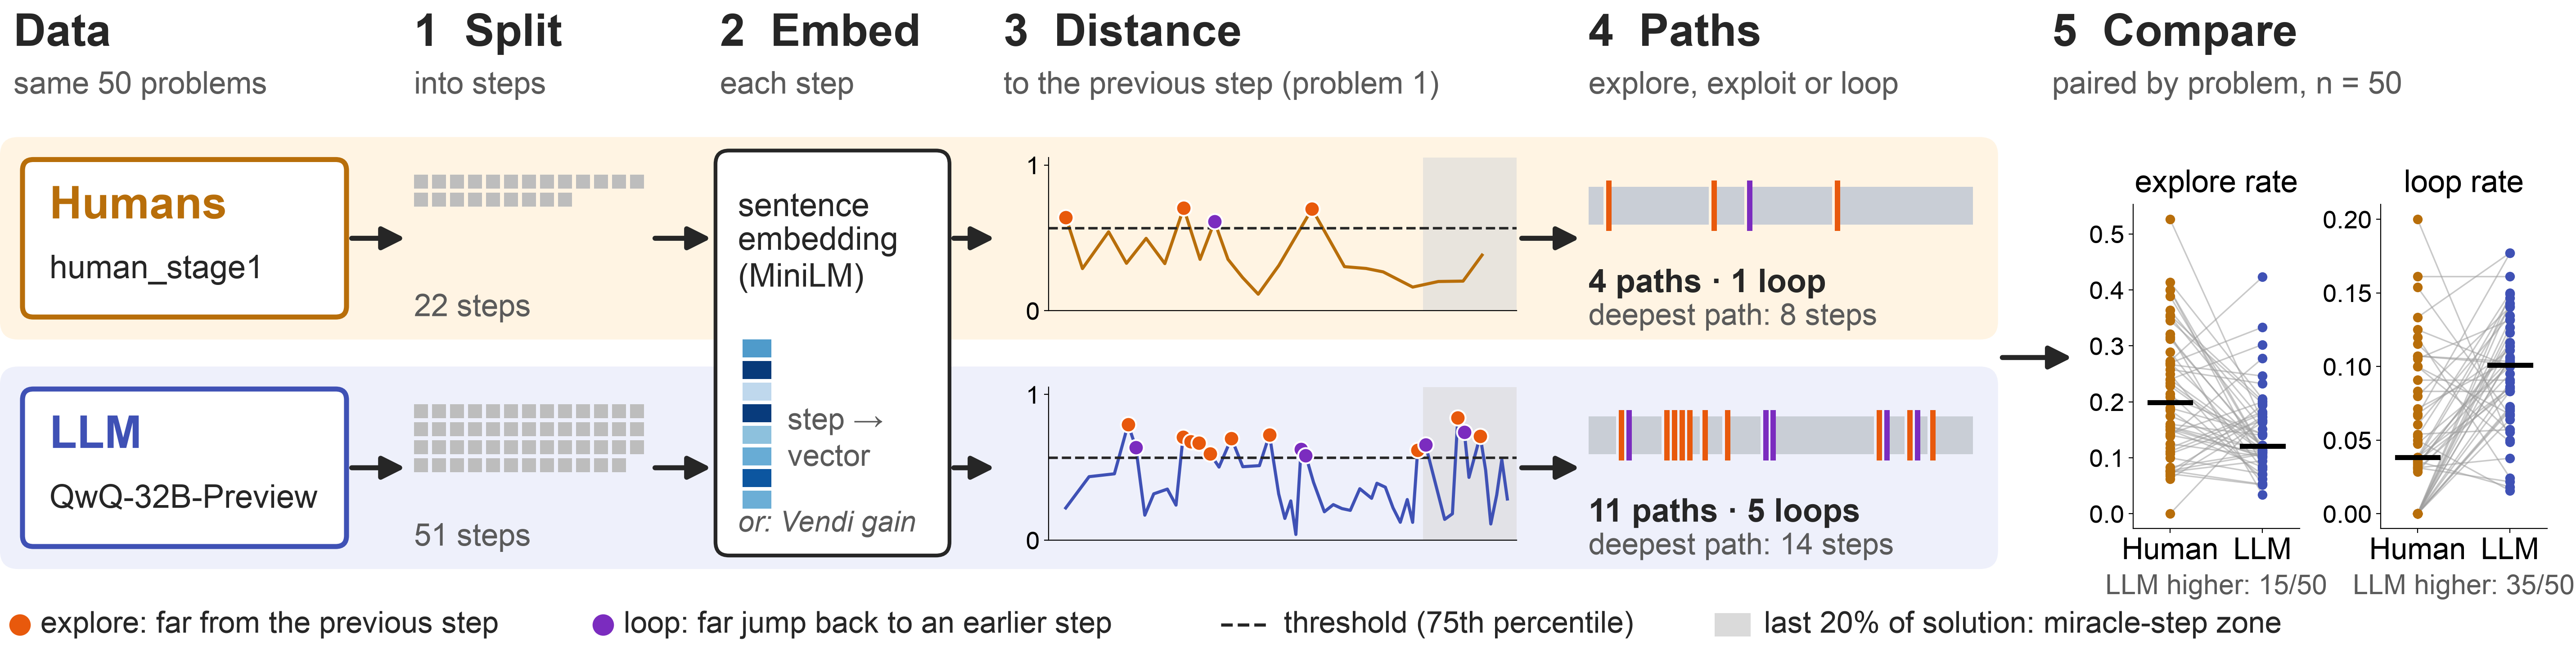 Data
same 50 problems
1 Split
into steps
2 Embed
each step
3 Distance
to the previous step (problem 1)
4 Paths
explore, exploit or loop
5 Compare
paired by problem, n = 50
Humans
human_stage1
22 steps
LLM
QwQ-32B-Preview
51 steps
sentence
embedding
(MiniLM)
step →
vector
or: Vendi gain
1
0
1
0
4 paths · 1 loop
deepest path: 8 steps
11 paths · 5 loops
deepest path: 14 steps
explore rate
0.5
0.4
0.3
0.2
0.1
0.0
Human LLM
LLM higher: 15/50
loop rate
0.20
0.15
0.10
0.05
0.00
Human LLM
LLM higher: 35/50
explore: far from the previous step
loop: far jump back to an earlier step
threshold (75th percentile)
last 20% of solution: miracle-step zone